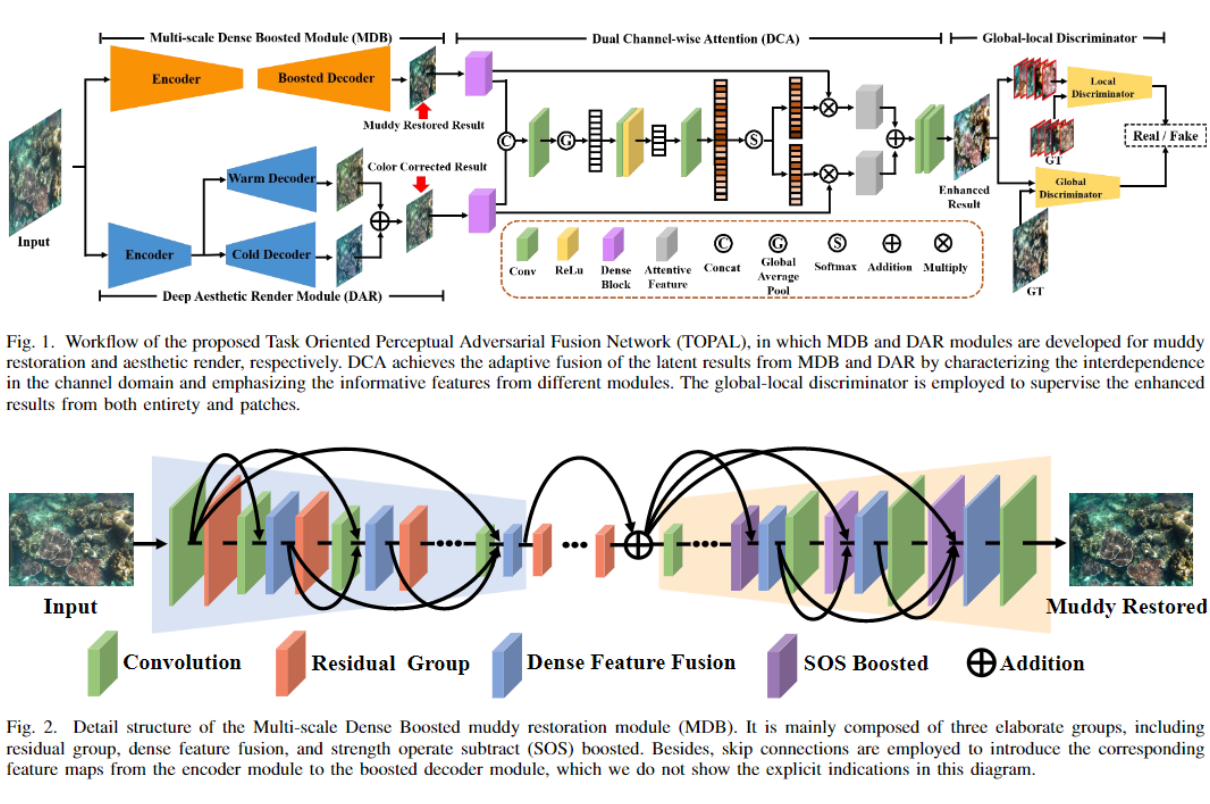 Multi-scale Dense Boosted Module (MDB)
Dual Channel-wise Attention (DCA)
Global-local Discriminator
Encoder
Boosted Decoder
Muddy Restored Result
Local
Discriminator
GT
Real / Fake
Input
Warm Decoder
Color Corrected Result
C
G
S
Enhanced
Result
Global
Discriminator
Encoder
Cold Decoder
GT
Conv
ReLu
Dense
Block
Attentive
Feature
C
Concat
G
Global
Average
Pool
S
Softmax
Addition
Multiply
Deep Aesthetic Render Module (DAR)
Fig. 1. Workflow of the proposed Task Oriented Perceptual Adversarial Fusion Network (TOPAL), in which MDB and DAR modules are developed for muddy
restoration and aesthetic render, respectively. DCA achieves the adaptive fusion of the latent results from MDB and DAR by characterizing the interdependence
in the channel domain and emphasizing the informative features from different modules. The global-local discriminator is employed to supervise the enhanced
results from both entirety and patches.
Input
Muddy Restored
Convolution
Residual Group
Dense Feature Fusion
SOS Boosted
Addition
Fig. 2. Detail structure of the Multi-scale Dense Boosted muddy restoration module (MDB). It is mainly composed of three elaborate groups, including
residual group, dense feature fusion, and strength operate subtract (SOS) boosted. Besides, skip connections are employed to introduce the corresponding
feature maps from the encoder module to the boosted decoder module, which we do not show the explicit indications in this diagram.